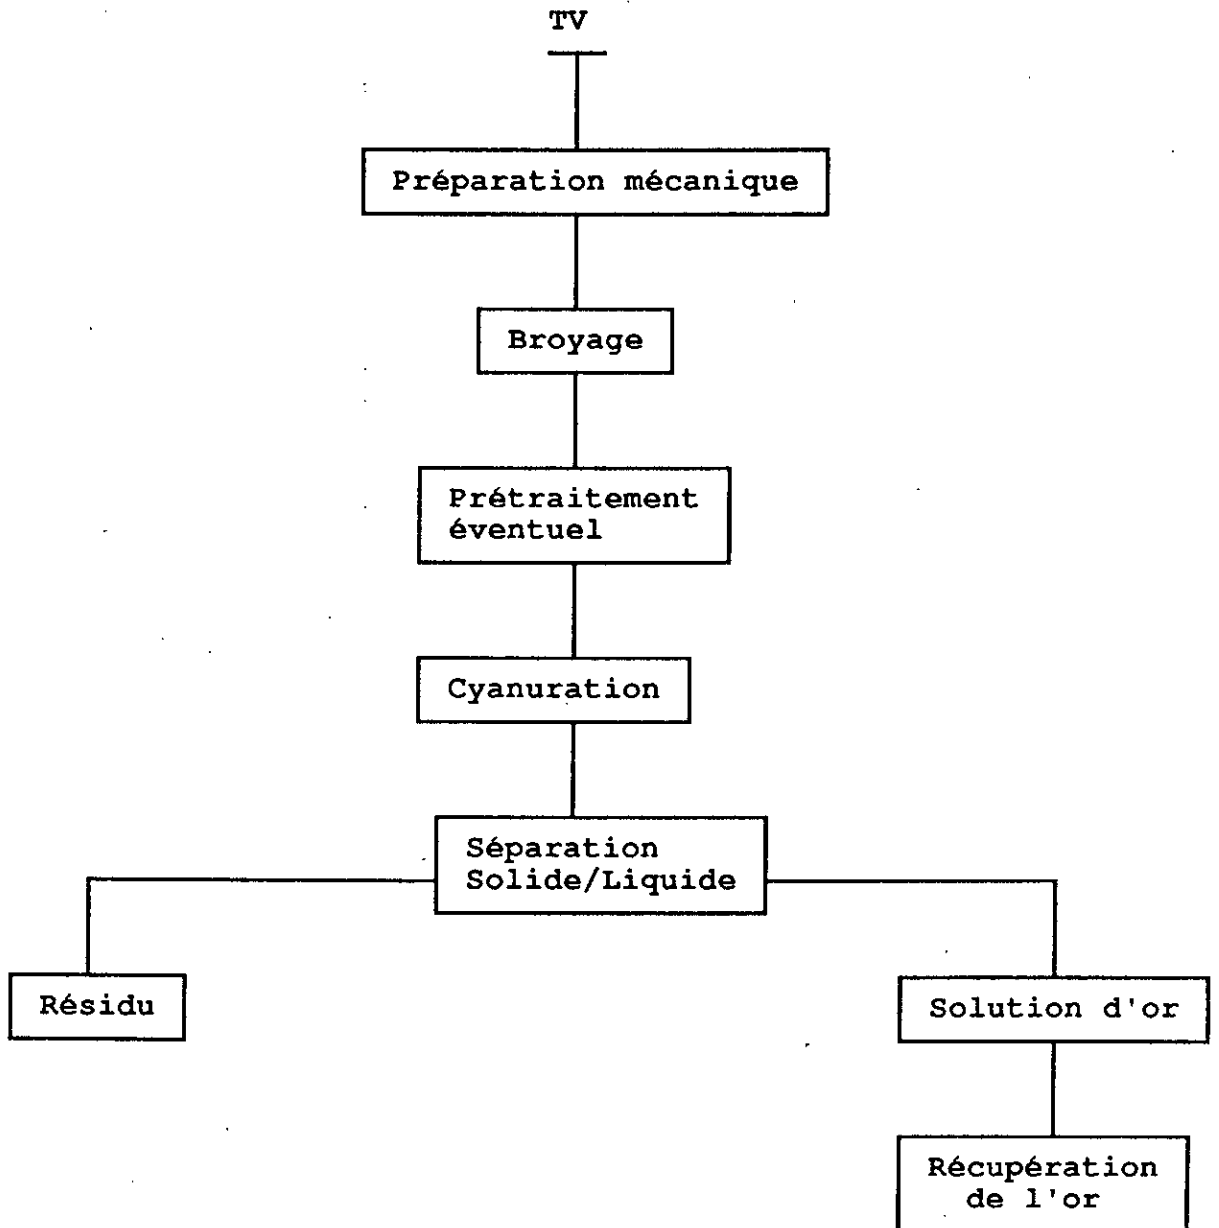 TV
Préparation mécanique
Broyage
Prétraitement
éventuel
Cyanuration
Séparation
Solide/Liquide
Résidu
Solution d'or
Récupération
de l'or